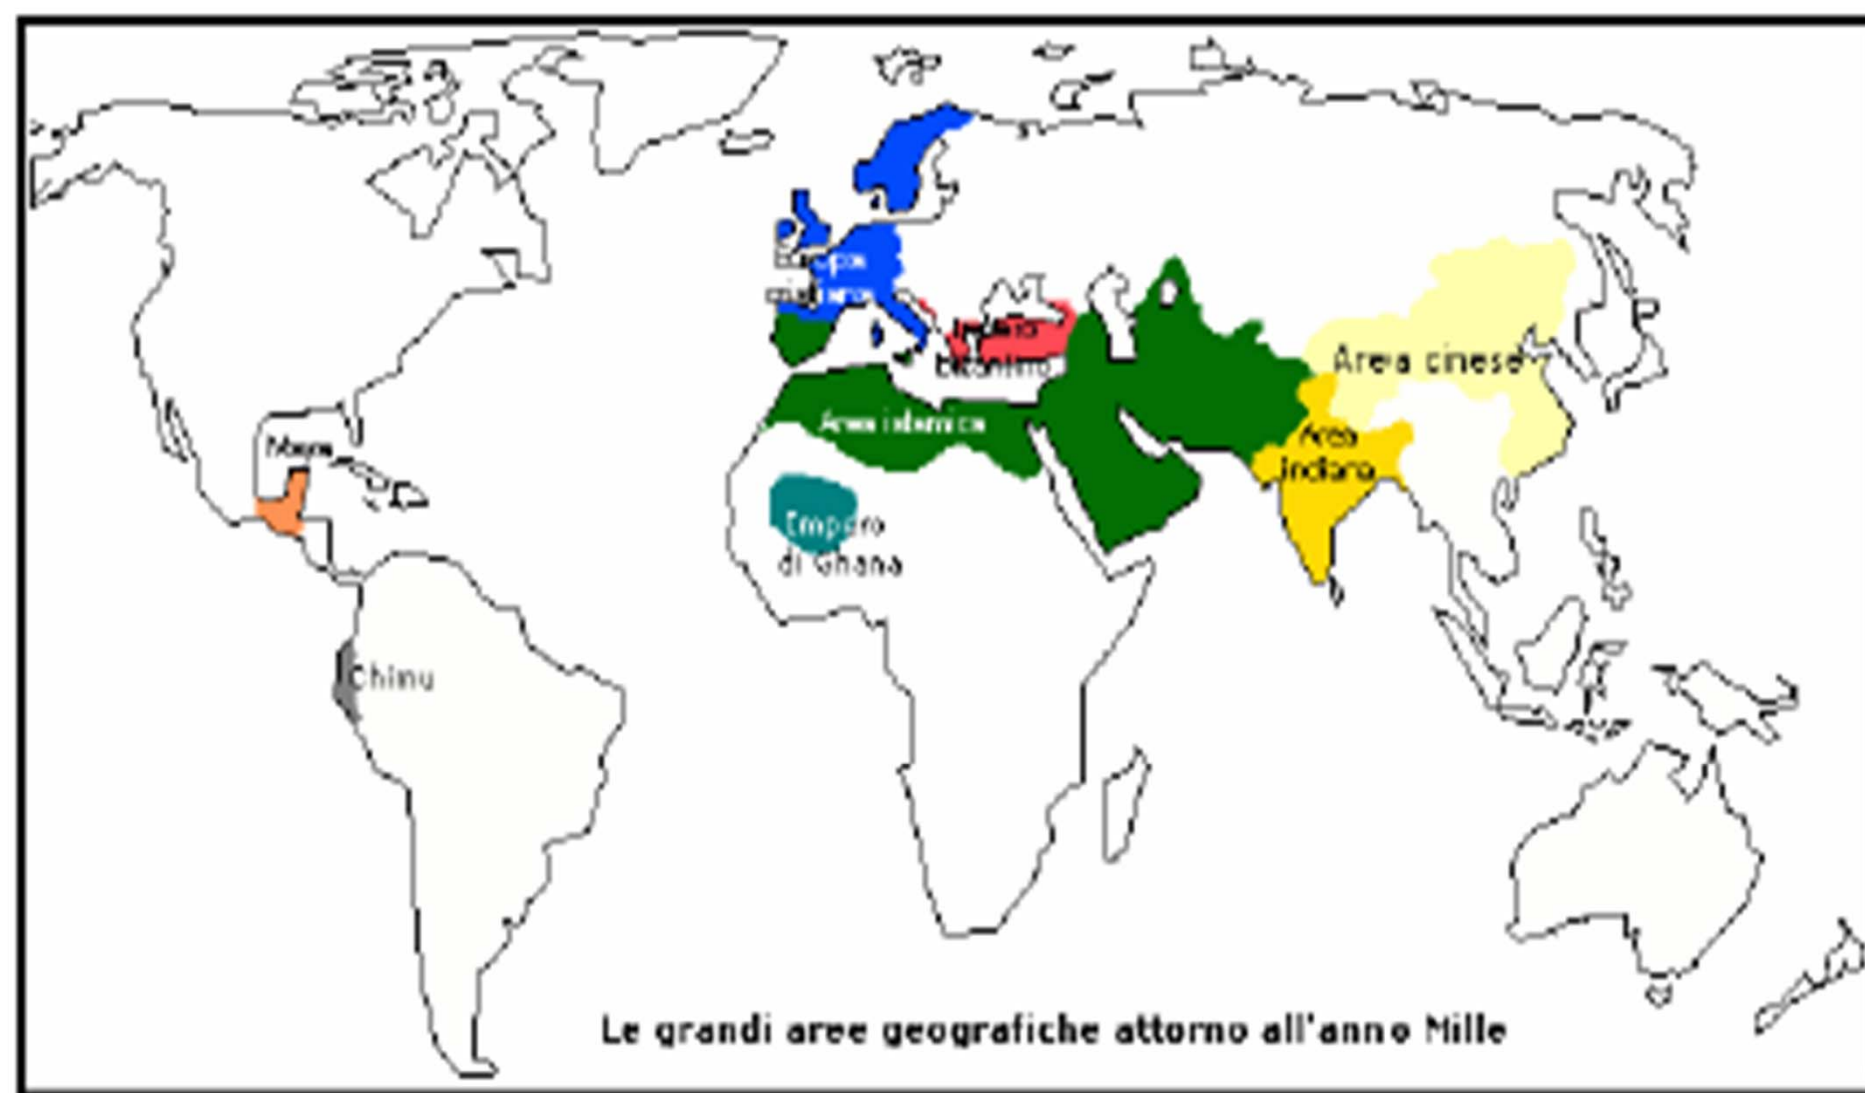 Europa
cristiana
Impero
bizantino
Area cinese
Area islamica
Area
indiana
Maya
Impero
di Ghana
Chimu
Le grandi aree geografiche attorno all'anno Mille